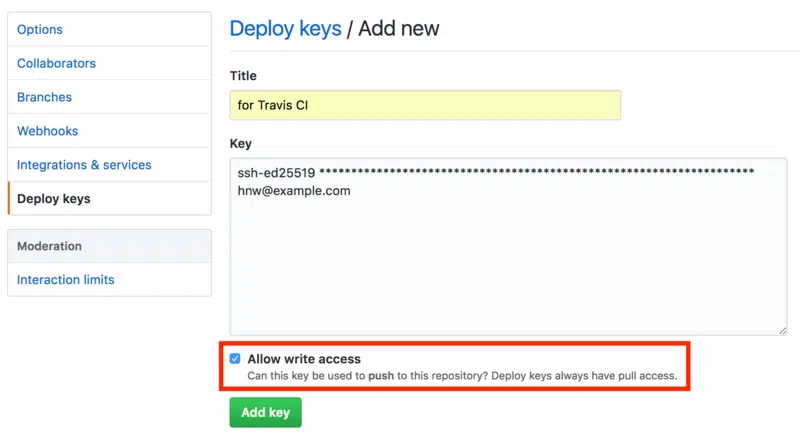 Options
Collaborators
Branches
Webhooks
Integrations & services
Deploy keys
Moderation
Interaction limits
Deploy keys / Add new
Title
for Travis CI
Key
ssh-ed25519 ********************************************************************
hnw@example.com
Allow write access
Can this key be used to push to this repository? Deploy keys always have pull access.
Add key